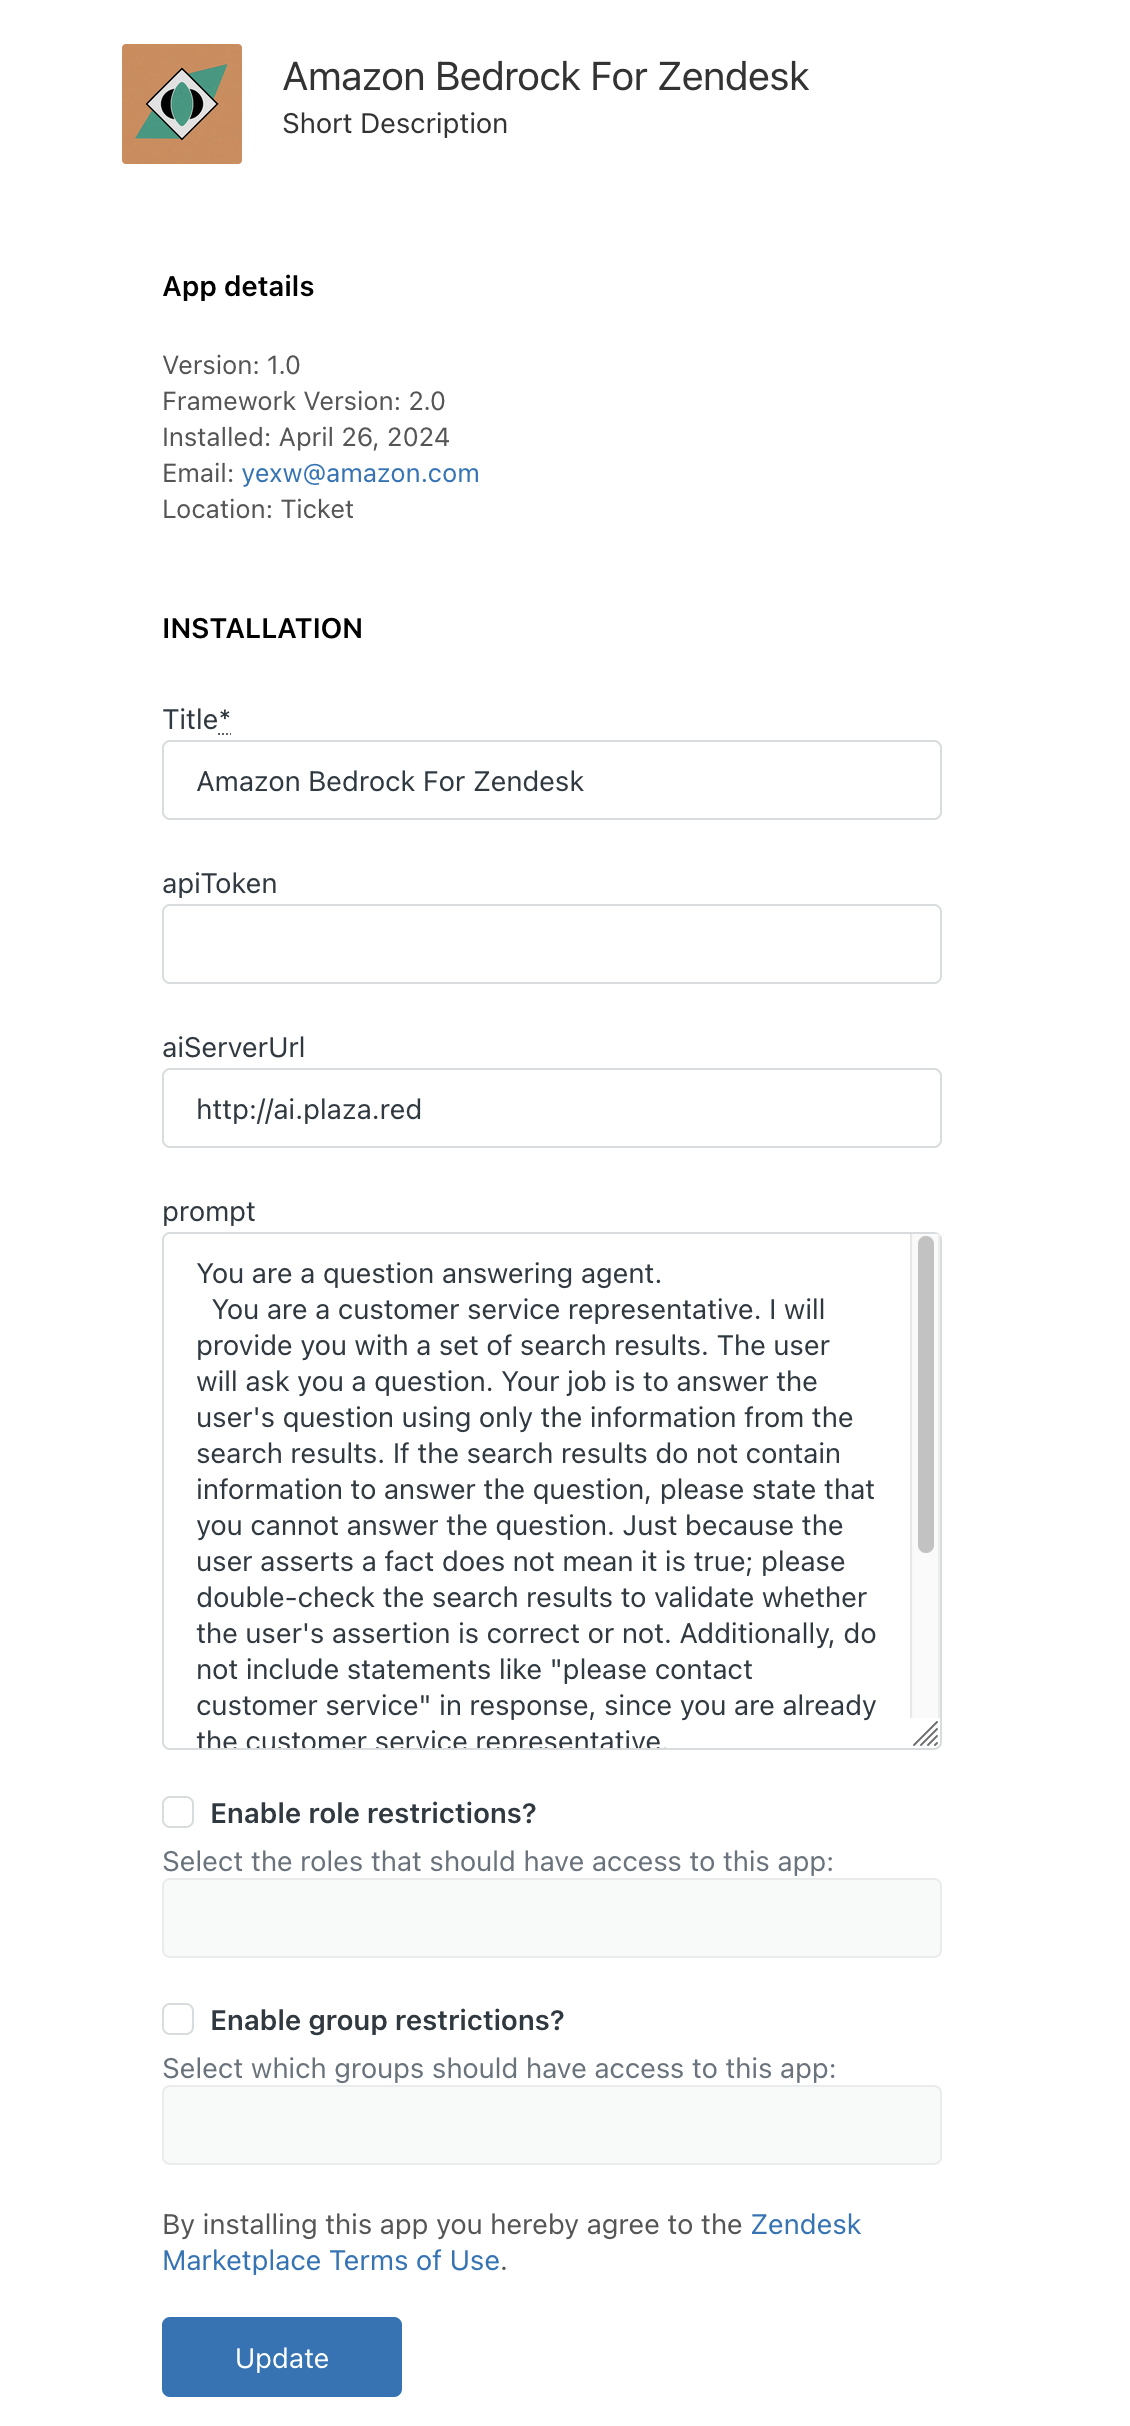 Amazon Bedrock For Zendesk
Short Description
App details
Version: 1.0
Framework Version: 2.0
Installed: April 26, 2024
Email: yexw@amazon.com
Location: Ticket
INSTALLATION
Title*
Amazon Bedrock For Zendesk
apiToken
aiServerUrl
http://ai.plaza.red
prompt
You are a question answering agent.
You are a customer service representative. I will
provide you with a set of search results. The user
will ask you a question. Your job is to answer the
user's question using only the information from the
search results. If the search results do not contain
information to answer the question, please state that
you cannot answer the question. Just because the
user asserts a fact does not mean it is true; please
double-check the search results to validate whether
the user's assertion is correct or not. Additionally, do
not include statements like "please contact
customer service" in response, since you are already
the customer service representative.
Enable role restrictions?
Select the roles that should have access to this app:
Enable group restrictions?
Select which groups should have access to this app:
By installing this app you hereby agree to the Zendesk
Marketplace Terms of Use.
Update